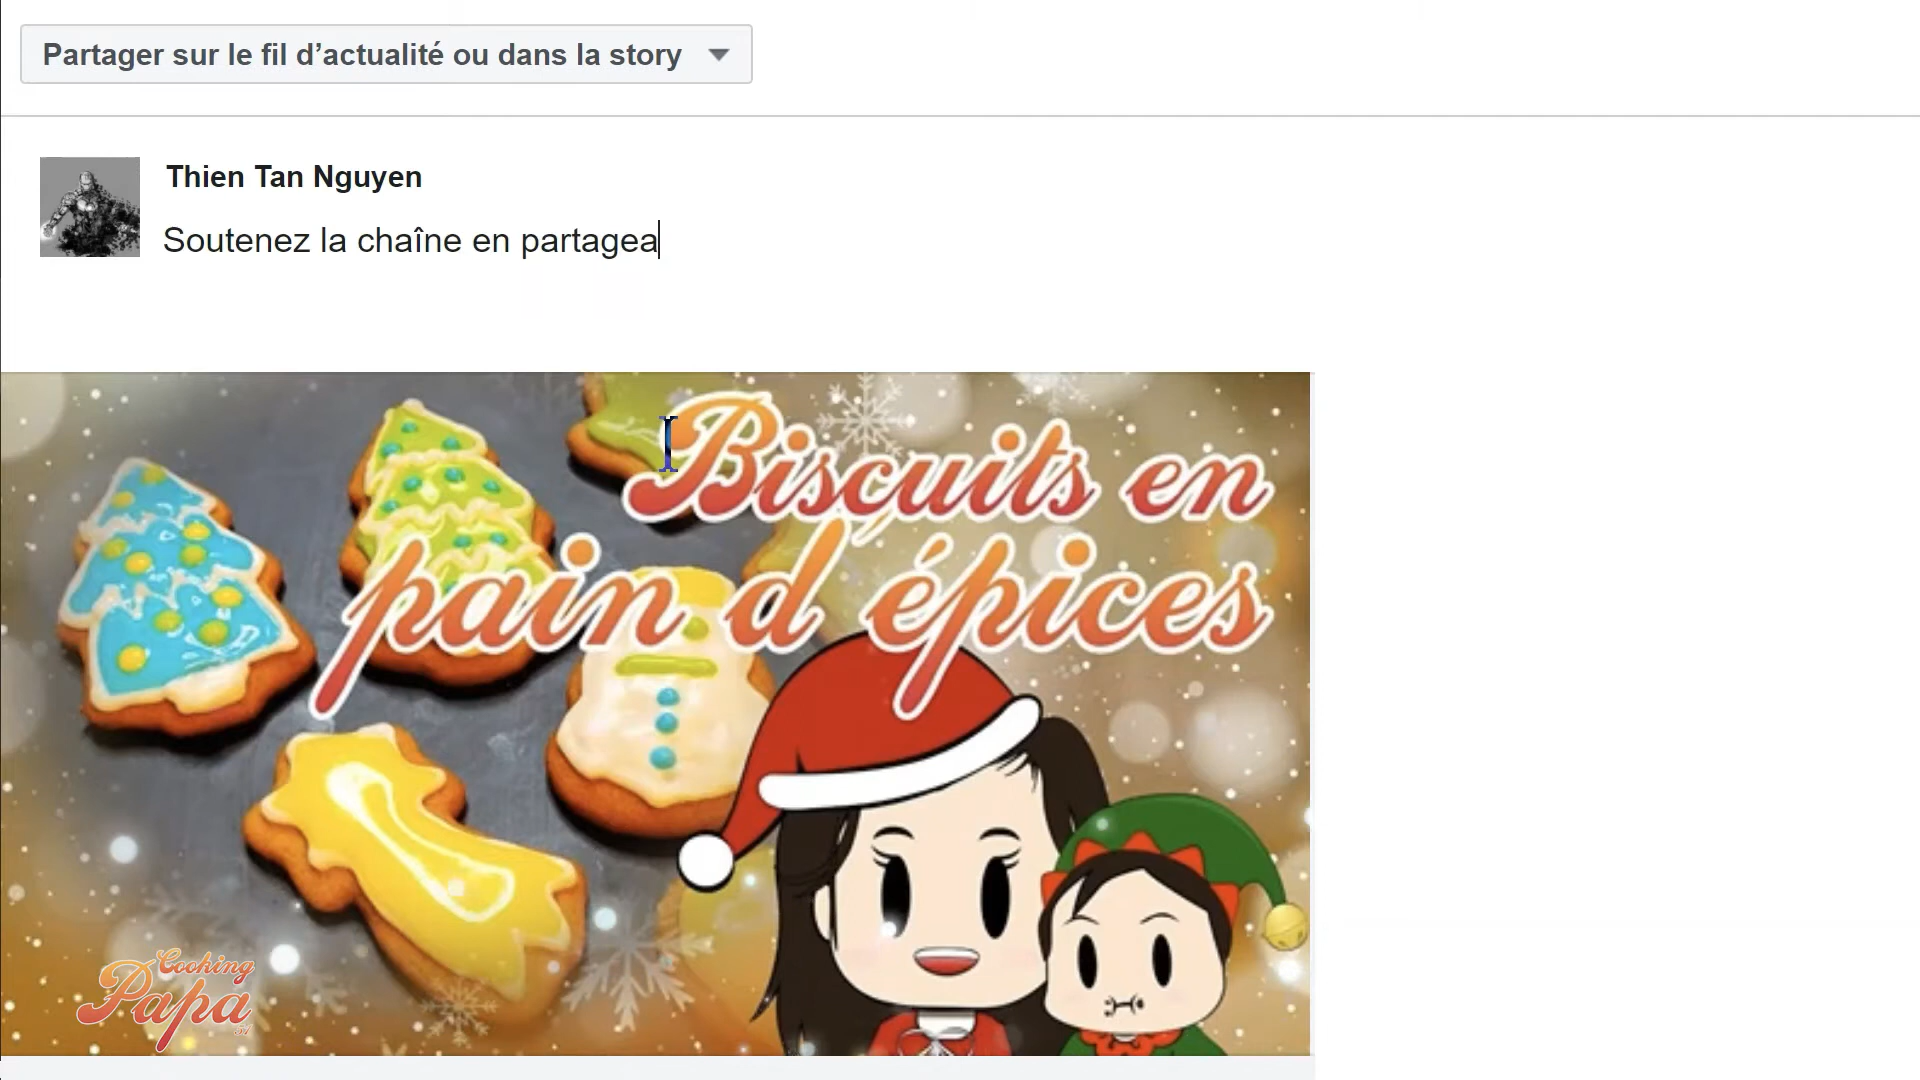 Partager sur le fil d’actualité ou dans la story
Thien Tan Nguyen
Soutenez la chaîne en partagea
Biscuits en
pain d épices
Cooking
Papa